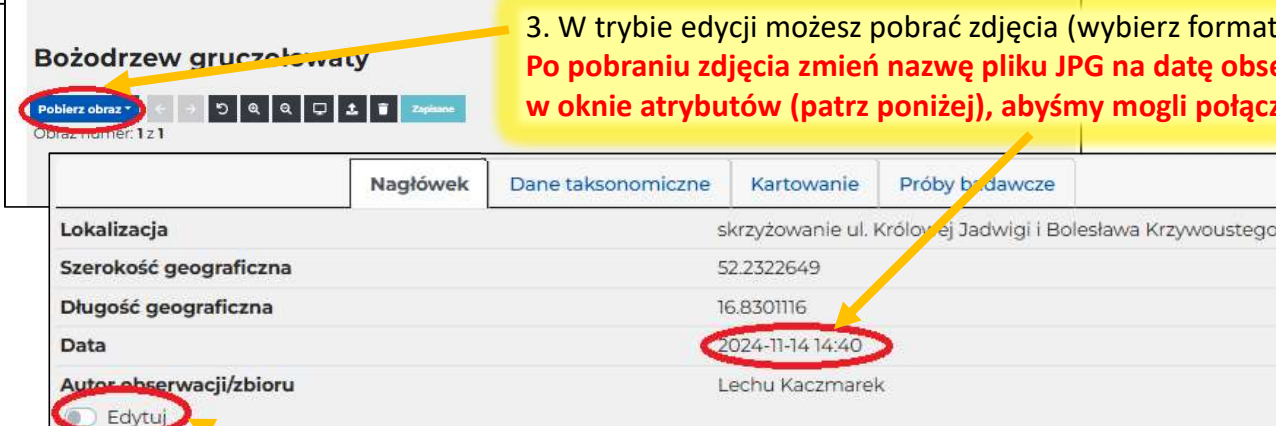 3. W trybie edycji możesz pobrać zdjęcia (wybierz format
Po pobraniu zdjęcia zmień nazwę pliku JPG na datę obse
w oknie atrybutów (patrz poniżej), abyśmy mogli połącz
Bożodrzew gruczołowaty
Pobierz obraz
Zapisane
Obraz numer: 1 z 1
Nagłówek Dane taksonomiczne Kartowanie Próby badawcze
Lokalizacja skrzyżowanie ul. Królowej Jadwigi i Bolesława Krzywoustego
Szerokość geograficzna 52.2322649
Długość geograficzna 16.8301116
Data 2024-11-14 14:40
Autor obserwacji/zbioru Lechu Kaczmarek
Edytuj